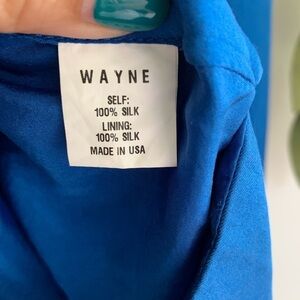 WAYNE
SELF:
100% SILK
LINING:
100% SILK
MADE IN USA